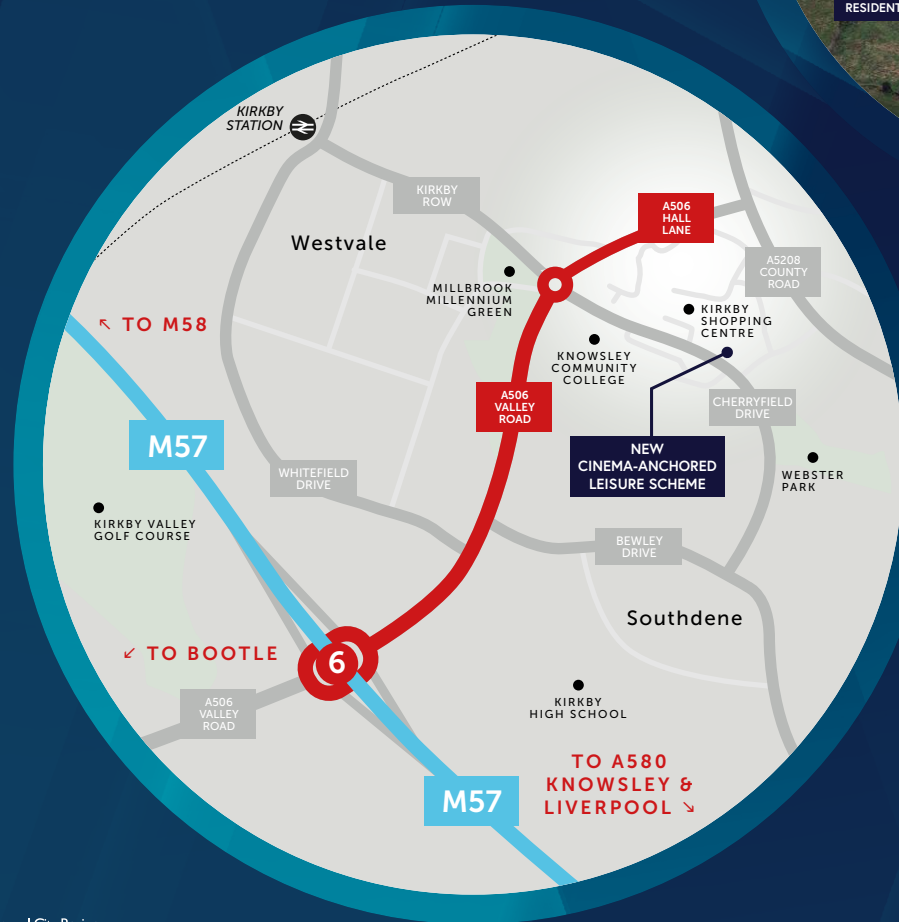 RESIDENT
KIRKBY
STATION
KIRKBY
ROW
Westvale
A506
HALL
LANE
A5208
COUNTY
ROAD
MILLBROOK
MILLENNIUM
GREEN
KIRKBY
SHOPPING
CENTRE
↖ TO M58
KNOWSLEY
COMMUNITY
COLLEGE
A506
VALLEY
ROAD
CHERRYFIELD
DRIVE
M57
NEW
CINEMA-ANCHORED
LEISURE SCHEME
WHITEFIELD
DRIVE
WEBSTER
PARK
KIRKBY VALLEY
GOLF COURSE
BEWLEY
DRIVE
Southdene
↙ TO BOOTLE
6
A506
VALLEY
ROAD
KIRKBY
HIGH SCHOOL
TO A580
KNOWSLEY &
LIVERPOOL ↘
M57